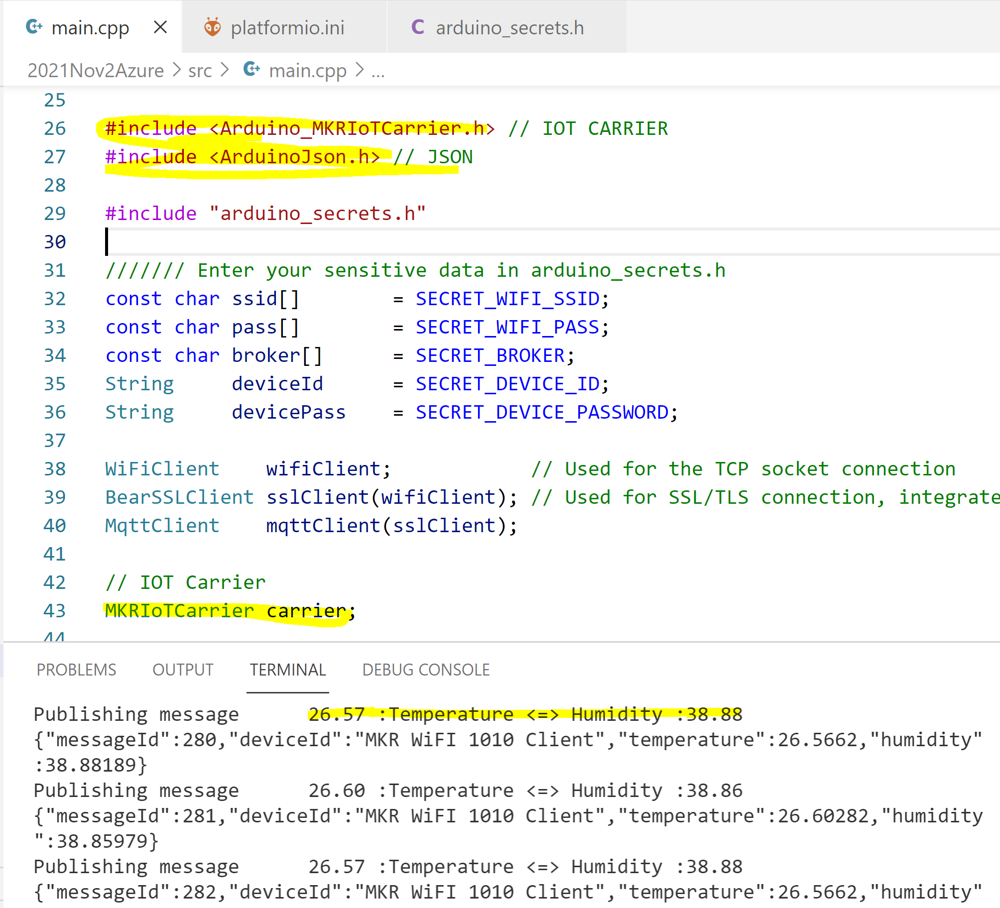 main.cpp platformio.ini arduino_secrets.h
2021Nov2Azure > src > main.cpp > ...
25
26 #include <Arduino_MKRIoTCarrier.h> // IOT CARRIER
27 #include <ArduinoJson.h> // JSON
28
29 #include "arduino_secrets.h"
30
31 /////// Enter your sensitive data in arduino_secrets.h
32 const char ssid[]        = SECRET_WIFI_SSID;
33 const char pass[]        = SECRET_WIFI_PASS;
34 const char broker[]      = SECRET_BROKER;
35 String     deviceId      = SECRET_DEVICE_ID;
36 String     devicePass    = SECRET_DEVICE_PASSWORD;
37
38 WiFiClient    wifiClient;            // Used for the TCP socket connection
39 BearSSLClient sslClient(wifiClient); // Used for SSL/TLS connection, integrate
40 MqttClient    mqttClient(sslClient);
41
42 // IOT Carrier
43 MKRIoTCarrier carrier;
44
PROBLEMS OUTPUT TERMINAL DEBUG CONSOLE
Publishing message      26.57 :Temperature <=> Humidity :38.88
{"messageId":280,"deviceId":"MKR WiFI 1010 Client","temperature":26.5662,"humidity"
:38.88189}
Publishing message      26.60 :Temperature <=> Humidity :38.86
{"messageId":281,"deviceId":"MKR WiFI 1010 Client","temperature":26.60282,"humidity
":38.85979}
Publishing message      26.57 :Temperature <=> Humidity :38.88
{"messageId":282,"deviceId":"MKR WiFI 1010 Client","temperature":26.5662,"humidity"